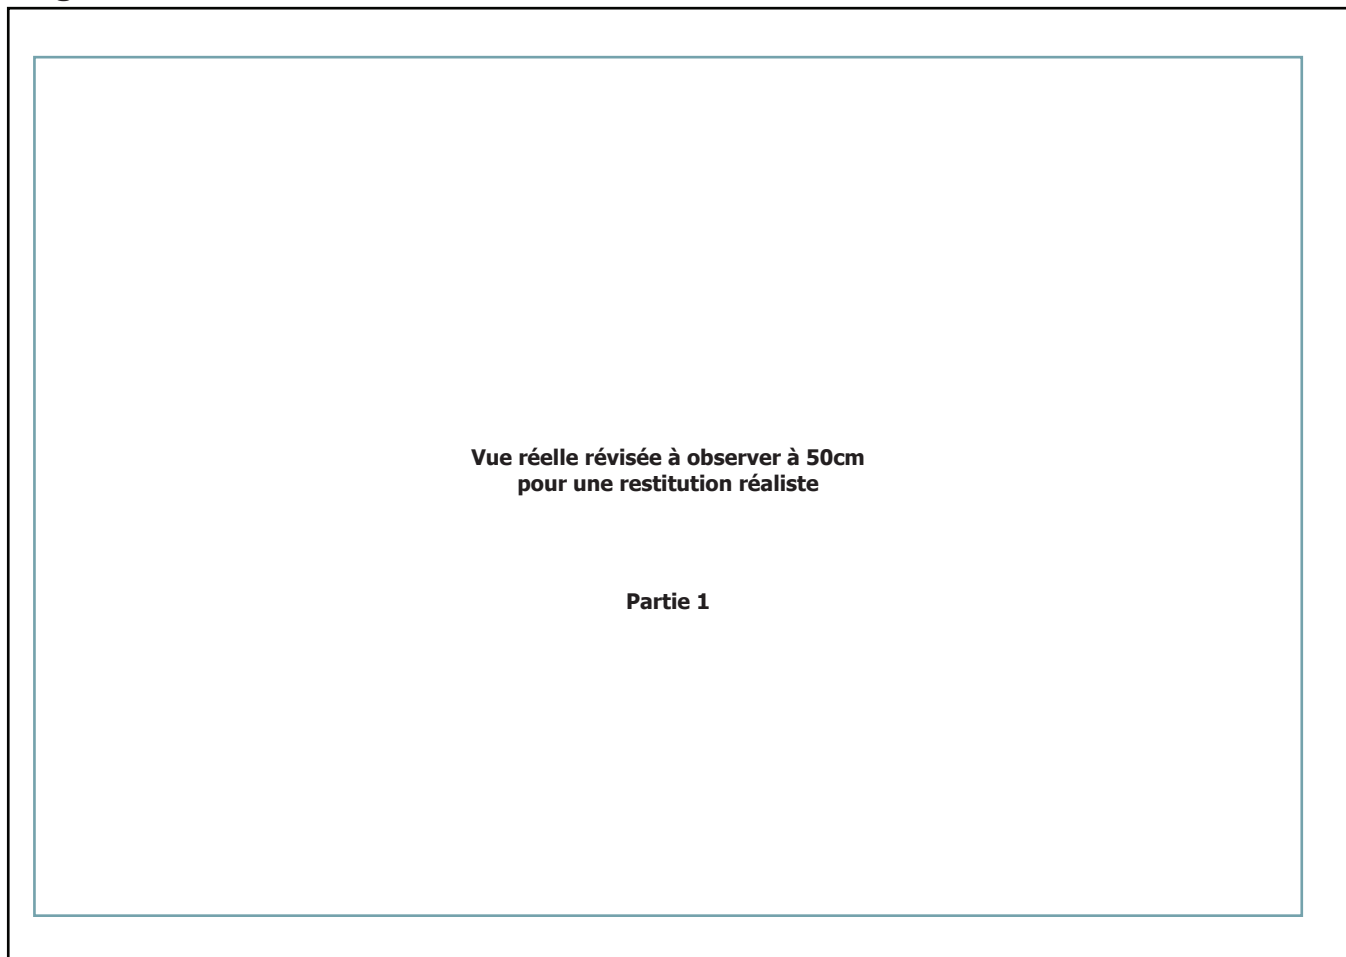 Vue réelle révisée à observer à 50cm
pour une restitution réaliste
Partie 1